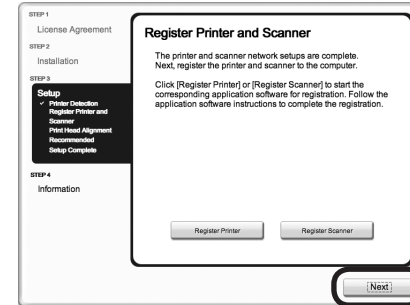 STEP 1
License Agreement
STEP 2
Installation
STEP 3
Setup
✓ Printer Detection
Register Printer and
Scanner
Print Head Alignment
Recommended
Setup Complete
STEP 4
Information
Register Printer and Scanner
The printer and scanner network setups are complete.
Next, register the printer and scanner to the computer.
Click [Register Printer] or [Register Scanner] to start the
corresponding application software for registration. Follow the
application software instructions to complete the registration.
Register Printer
Register Scanner
Next